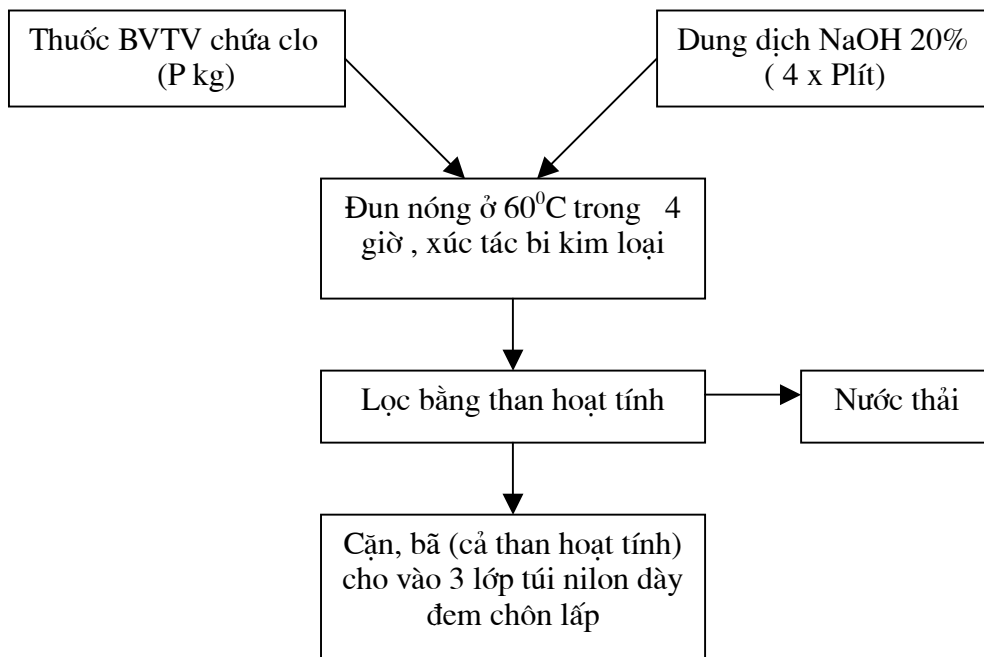 Thuốc BVTV chứa clo
(P kg)
Dung dịch NaOH 20%
( 4 x Plít)
Đun nóng ở 60⁰C trong 4
giờ , xúc tác bi kim loại
Lọc bằng than hoạt tính
Nước thải
Cặn, bã (cả than hoạt tính)
cho vào 3 lớp túi nilon dày
đem chôn lấp